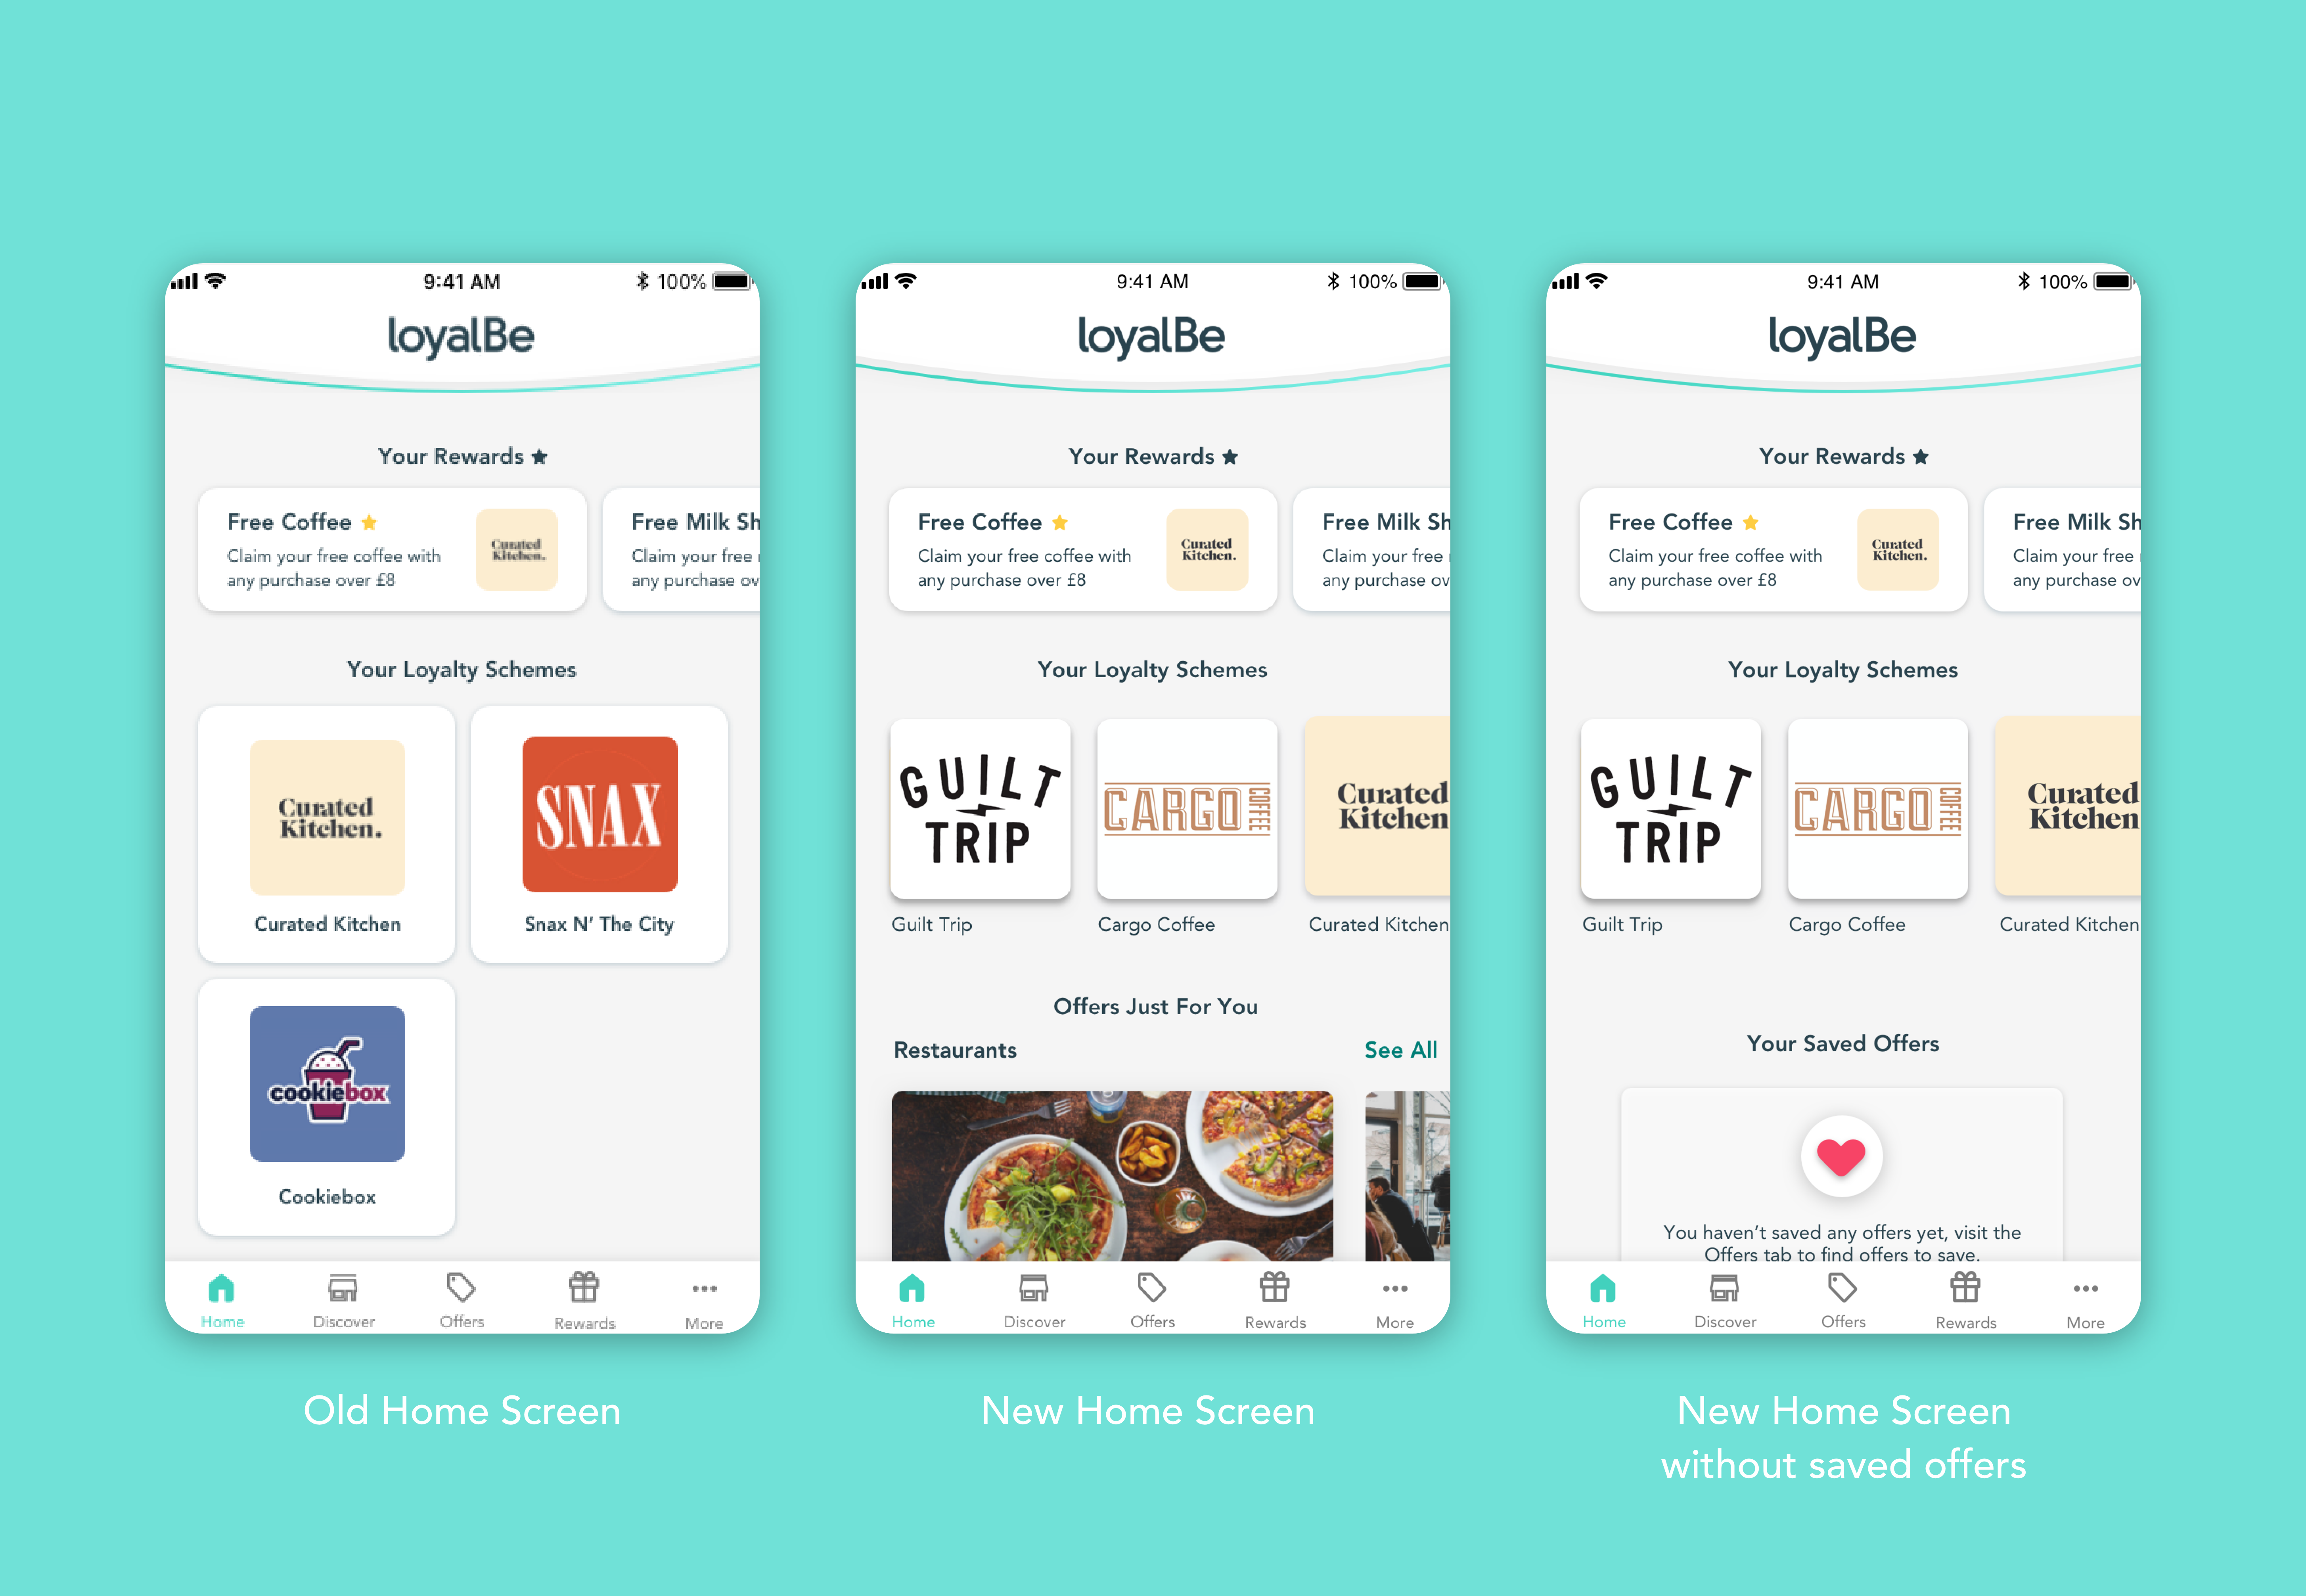 9:41 AM
100%
loyalBe
Your Rewards
Free Coffee
Claim your free coffee with
any purchase over £8
Curated
Kitchen.
Free Milk Sh
Claim your free
any purchase ov
Your Loyalty Schemes
Curated
Kitchen.
Curated Kitchen
SNAX
Snax N’ The City
cookiebox
Cookiebox
Home
Discover
Offers
Rewards
More
Old Home Screen
9:41 AM
100%
loyalBe
Your Rewards
Free Coffee
Claim your free coffee with
any purchase over £8
Curated
Kitchen.
Free Milk Sh
Claim your free
any purchase ov
Your Loyalty Schemes
GUILT
TRIP
Guilt Trip
CARGO COFFEE
Cargo Coffee
Curated
Kitchen
Curated Kitchen
Offers Just For You
Restaurants
See All
Home
Discover
Offers
Rewards
More
New Home Screen
9:41 AM
100%
loyalBe
Your Rewards
Free Coffee
Claim your free coffee with
any purchase over £8
Curated
Kitchen.
Free Milk Sh
Claim your free
any purchase ov
Your Loyalty Schemes
GUILT
TRIP
Guilt Trip
CARGO COFFEE
Cargo Coffee
Curated
Kitchen
Curated Kitchen
Your Saved Offers
You haven’t saved any offers yet, visit the
Offers tab to find offers to save.
Home
Discover
Offers
Rewards
More
New Home Screen
without saved offers